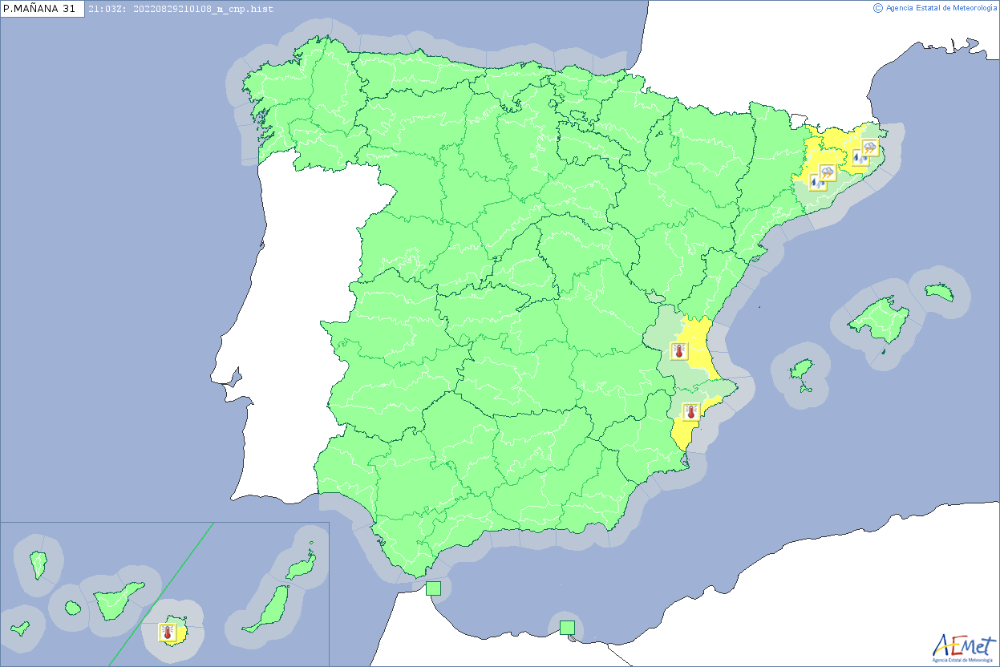 P.MAÑANA 31
21:03Z: 20220829210108_m_cnp.hist
© Agencia Estatal de Meteorología
AEMet
Agencia Estatal de Meteorología